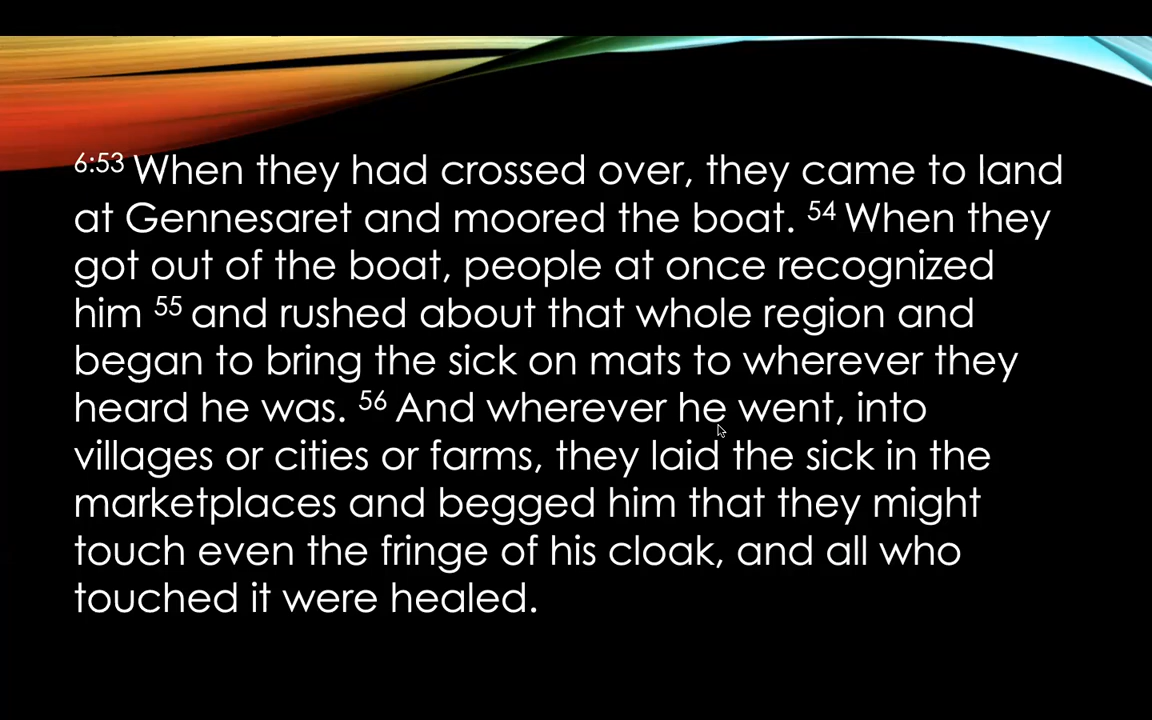 6:53 When they had crossed over, they came to land
at Gennesaret and moored the boat. 54 When they
got out of the boat, people at once recognized
him 55 and rushed about that whole region and
began to bring the sick on mats to wherever they
heard he was. 56 And wherever he went, into
villages or cities or farms, they laid the sick in the
marketplaces and begged him that they might
touch even the fringe of his cloak, and all who
touched it were healed.